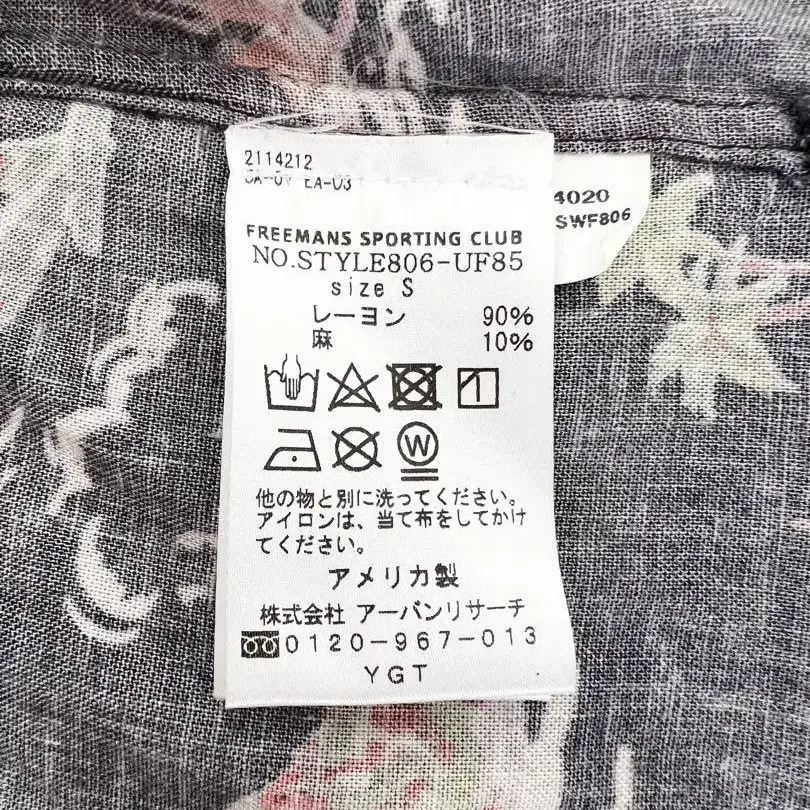 2114212
FREEMANS SPORTING CLUB
NO.STYLE806-UF85
size S
レーヨン 90%
麻 10%
W
他の物と別に洗ってください。
アイロンは、当て布をしてかけ
てください。
アメリカ製
株式会社 アーバンリサーチ
0120-967-013
YGT
4020
SWF806